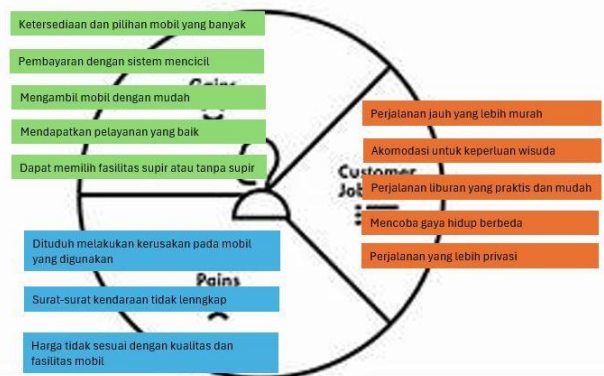 Ketersediaan dan pilihan mobil yang banyak
Pembayaran dengan sistem mencicil
Gains
Mengambil mobil dengan mudah
Mendapatkan pelayanan yang baik
Dapat memilih fasilitas supir atau tanpa supir
Perjalanan jauh yang lebih murah
Akomodasi untuk keperluan wisuda
Customer
Perjalanan liburan yang praktis dan mudah
Mencoba gaya hidup berbeda
Perjalanan yang lebih privasi
Dituduh melakukan kerusakan pada mobil
yang digunakan
Pains
Surat-surat kendaraan tidak lenngkap
Harga tidak sesuai dengan kualitas dan
fasilitas mobil